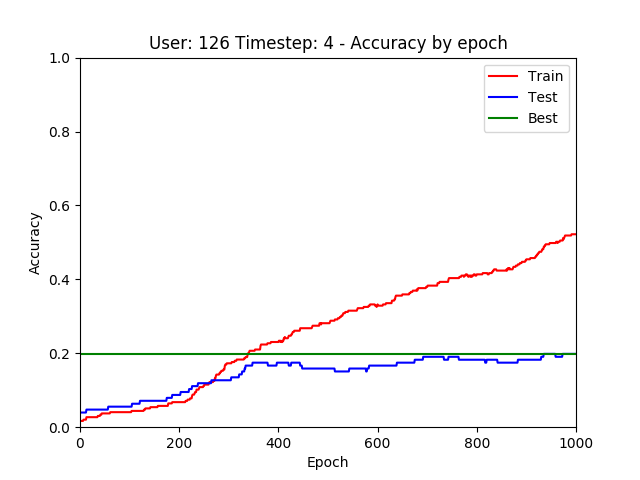 User: 126 Timestep: 4 - Accuracy by epoch
1.0
0.8
0.6
0.4
0.2
0.0
Accuracy
Train
Test
Best
0 200 400 600 800 1000
Epoch